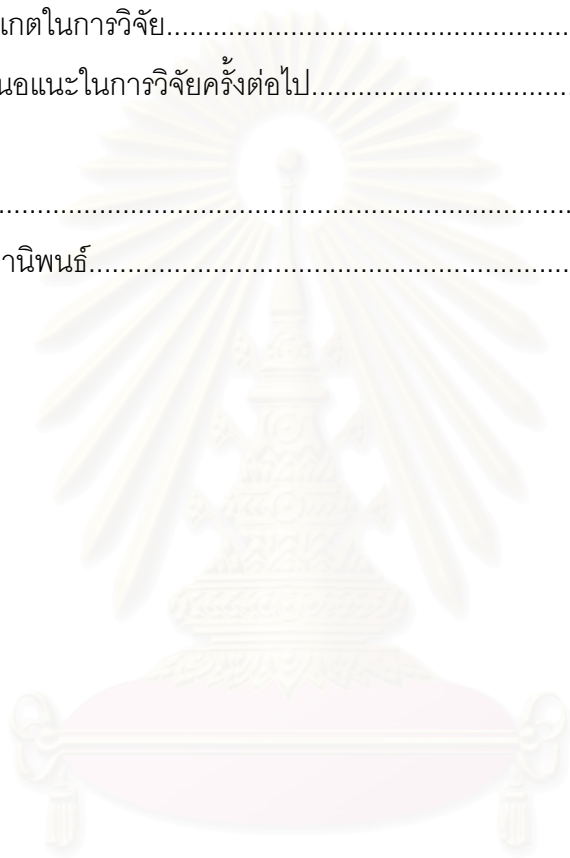 เกตในการวิจัย......................................................
นอแนะในการวิจัยครั้งต่อไป...................................
................................................................................
านิพนธ์................................................................